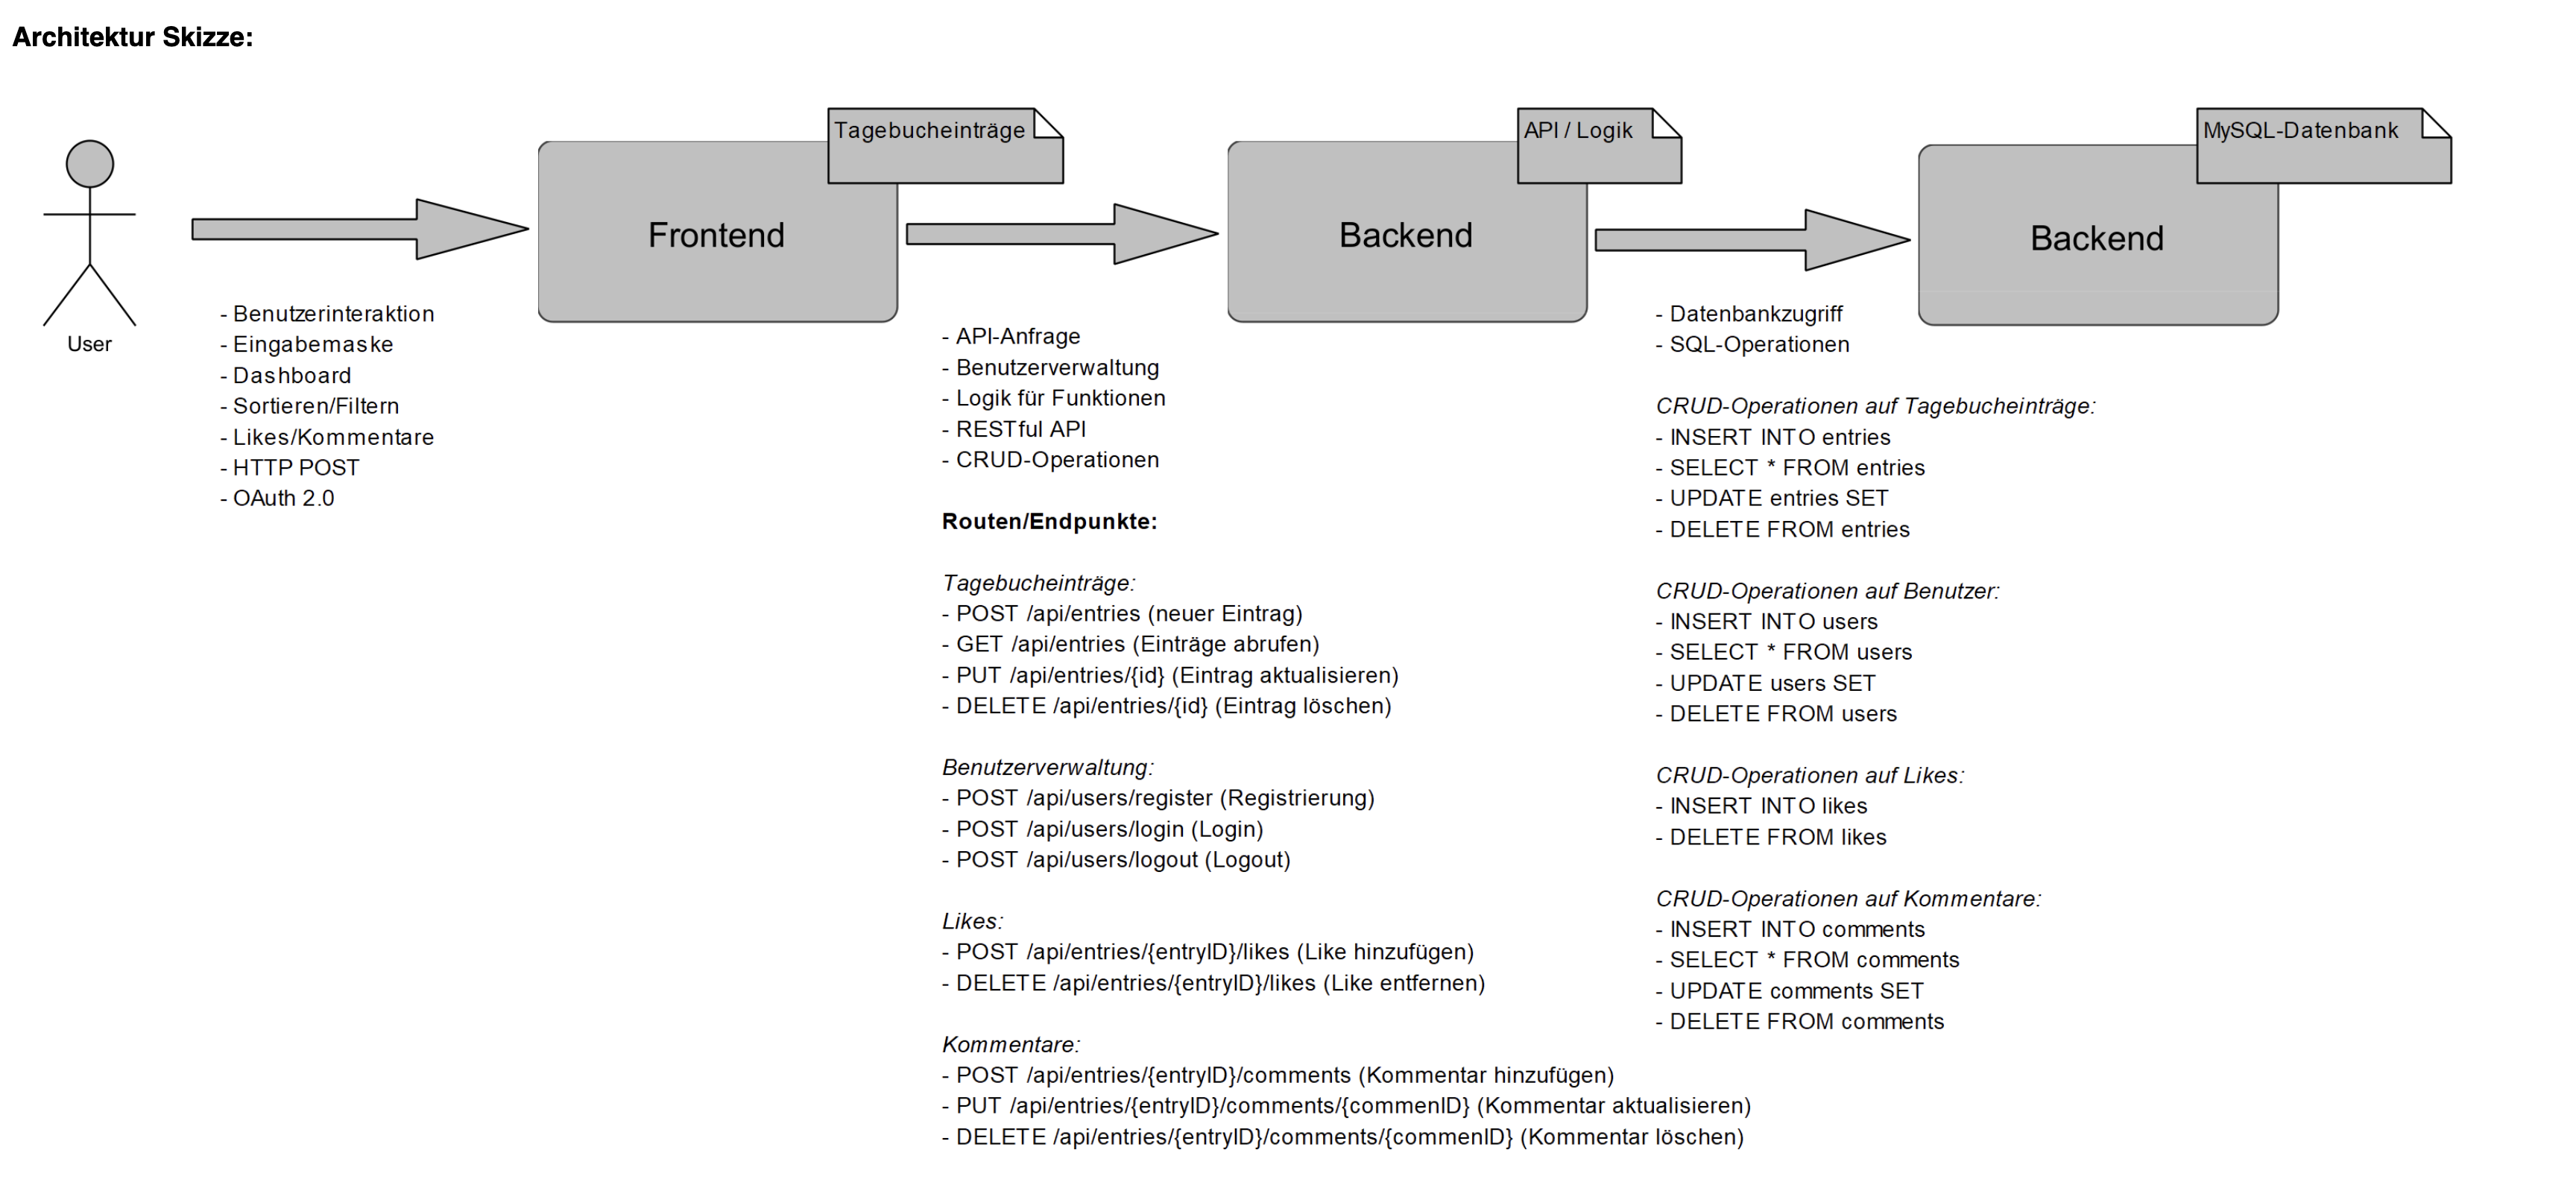 Architektur Skizze:
User
- Benutzerinteraktion
- Eingabemaske
- Dashboard
- Sortieren/Filtern
- Likes/Kommentare
- HTTP POST
- OAuth 2.0
Tagebucheinträge
Frontend
- API-Anfrage
- Benutzerverwaltung
- Logik für Funktionen
- RESTful API
- CRUD-Operationen
Routen/Endpunkte:
Tagebucheinträge:
- POST /api/entries (neuer Eintrag)
- GET /api/entries (Einträge abrufen)
- PUT /api/entries/{id} (Eintrag aktualisieren)
- DELETE /api/entries/{id} (Eintrag löschen)
Benutzerverwaltung:
- POST /api/users/register (Registrierung)
- POST /api/users/login (Login)
- POST /api/users/logout (Logout)
Likes:
- POST /api/entries/{entryID}/likes (Like hinzufügen)
- DELETE /api/entries/{entryID}/likes (Like entfernen)
Kommentare:
- POST /api/entries/{entryID}/comments (Kommentar hinzufügen)
- PUT /api/entries/{entryID}/comments/{commenID} (Kommentar aktualisieren)
- DELETE /api/entries/{entryID}/comments/{commenID} (Kommentar löschen)
API / Logik
Backend
- Datenbankzugriff
- SQL-Operationen
CRUD-Operationen auf Tagebucheinträge:
- INSERT INTO entries
- SELECT * FROM entries
- UPDATE entries SET
- DELETE FROM entries
CRUD-Operationen auf Benutzer:
- INSERT INTO users
- SELECT * FROM users
- UPDATE users SET
- DELETE FROM users
CRUD-Operationen auf Likes:
- INSERT INTO likes
- DELETE FROM likes
CRUD-Operationen auf Kommentare:
- INSERT INTO comments
- SELECT * FROM comments
- UPDATE comments SET
- DELETE FROM comments
MySQL-Datenbank
Backend